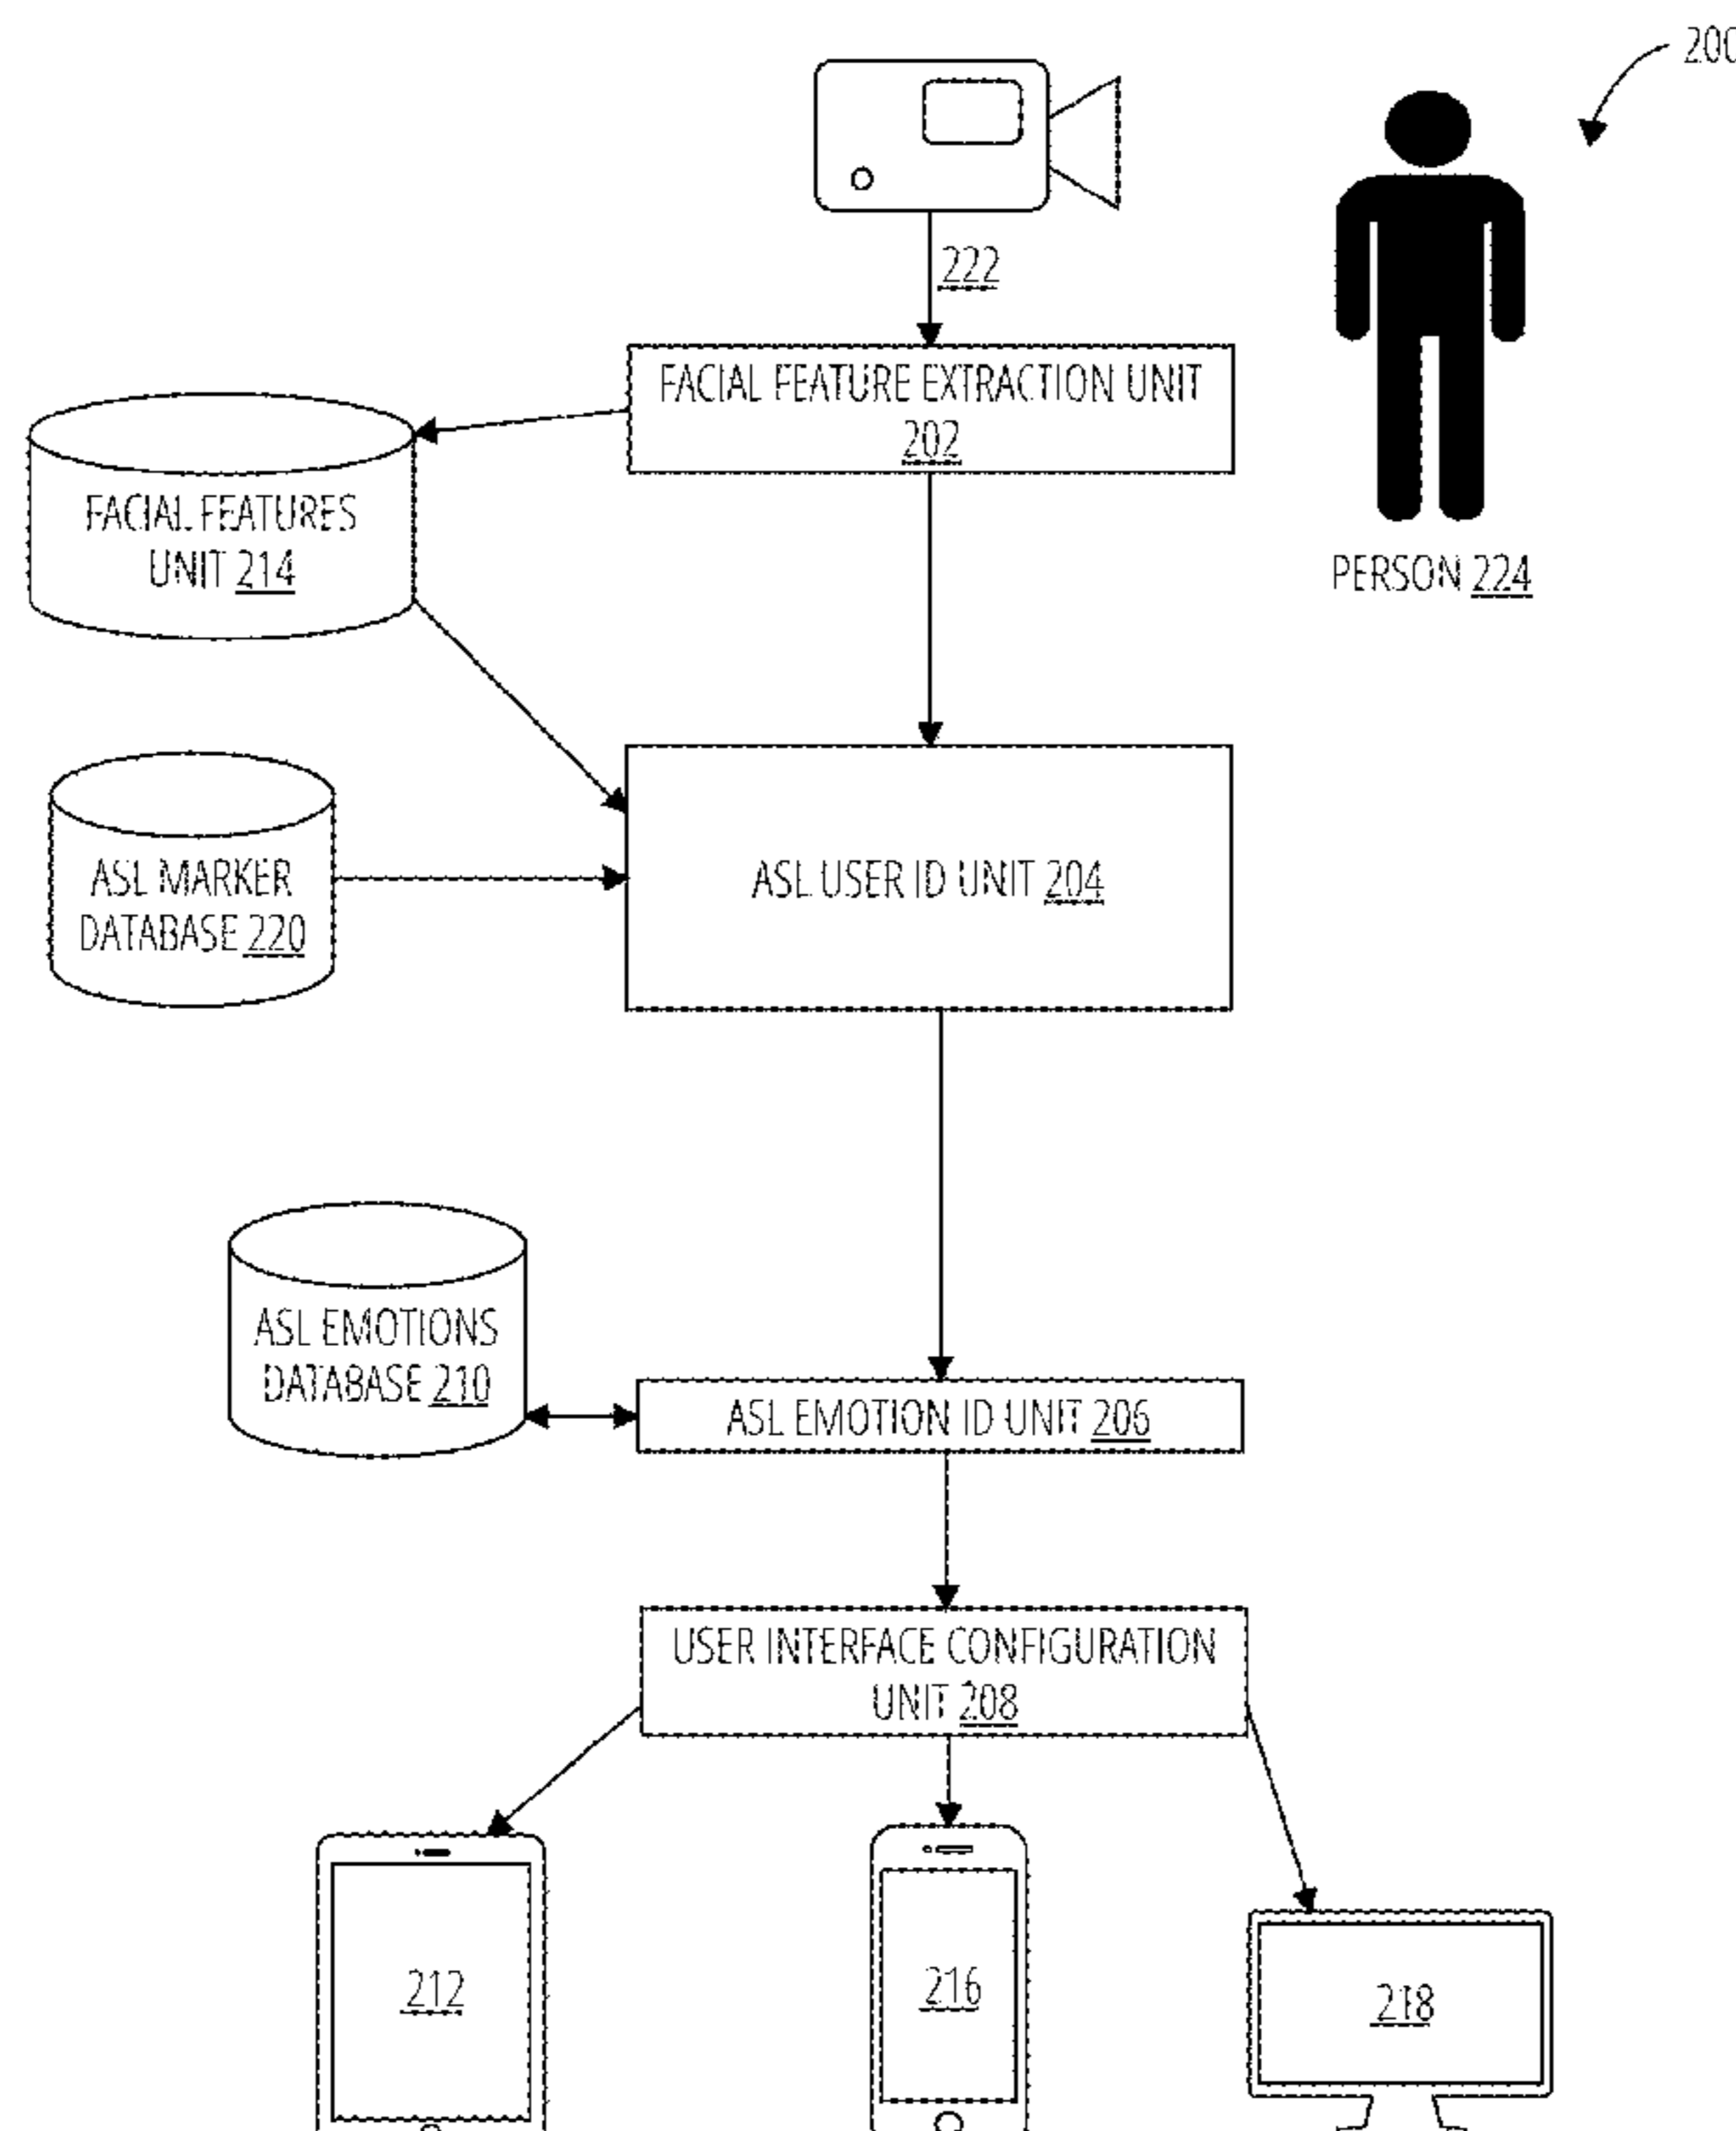 200
222
FACIAL FEATURE EXTRACTION UNIT
202
FACIAL FEATURES
UNIT 214
PERSON 224
ASL MARKER
DATABASE 220
ASL USER ID UNIT 204
ASL EMOTIONS
DATABASE 210
ASL EMOTION ID UNIT 206
USER INTERFACE CONFIGURATION
UNIT 208
212
216
218